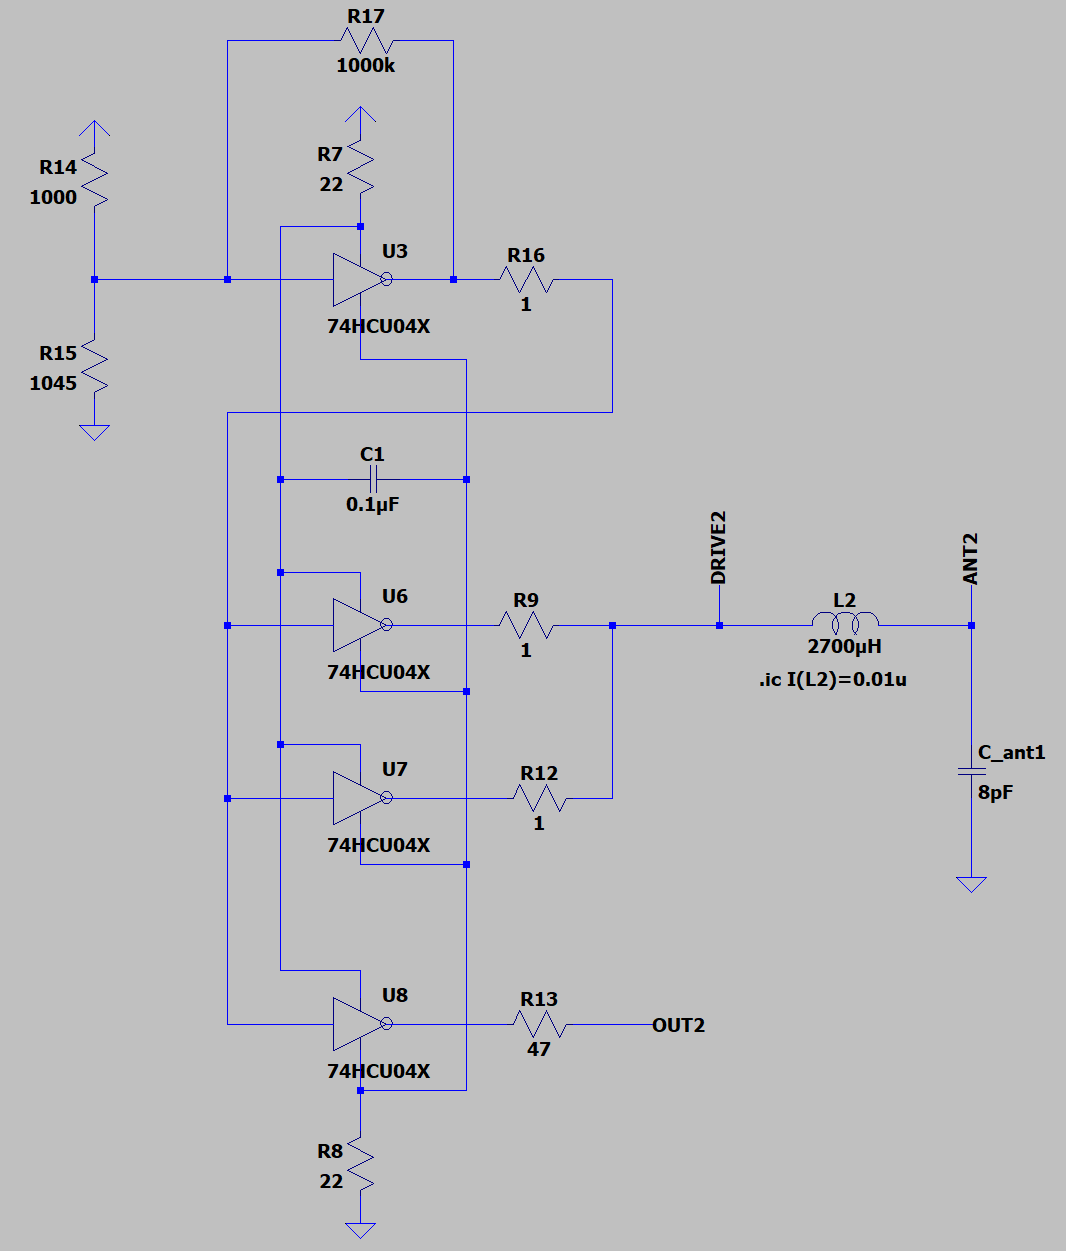 R17
1000k
R14
1000
R7
22
U3
74HCU04X
R16
1
R15
1045
C1
0.1µF
U6
74HCU04X
R9
1
DRIVE2
L2
2700µH
.ic I(L2)=0.01u
ANT2
C_ant1
8pF
U7
74HCU04X
R12
1
U8
74HCU04X
R13
47
OUT2
R8
22